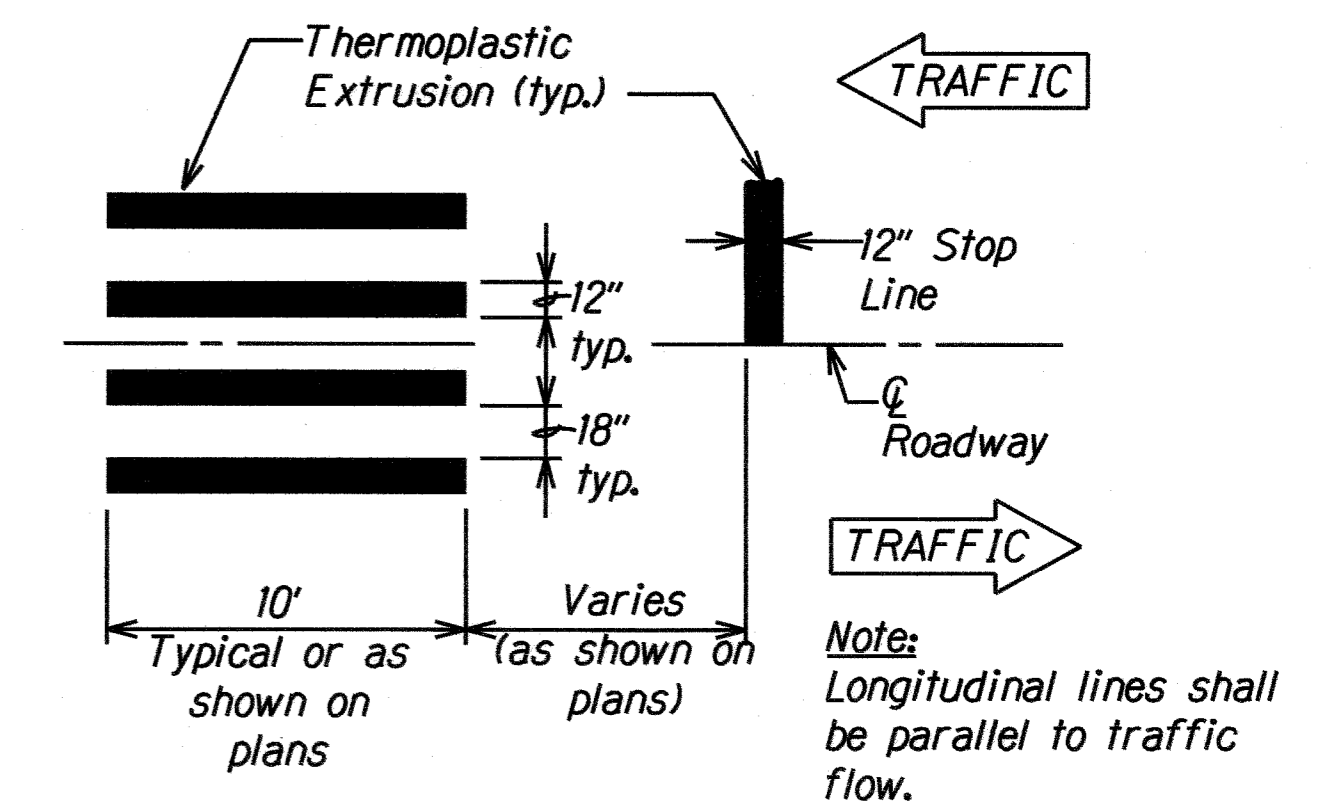 Thermoplastic
Extrusion (typ.)
TRAFFIC
12" Stop
Line
12"
typ.
18"
typ.
℄
Roadway
TRAFFIC
10'
Typical or as
shown on
plans
Varies
(as shown on
plans)
Note:
Longitudinal lines shall
be parallel to traffic
flow.